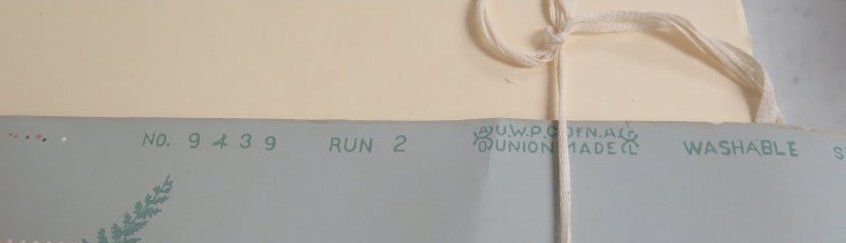 NO. 9439 RUN 2 U.W.P.C OF N.A. WASHABLE
UNION MADE